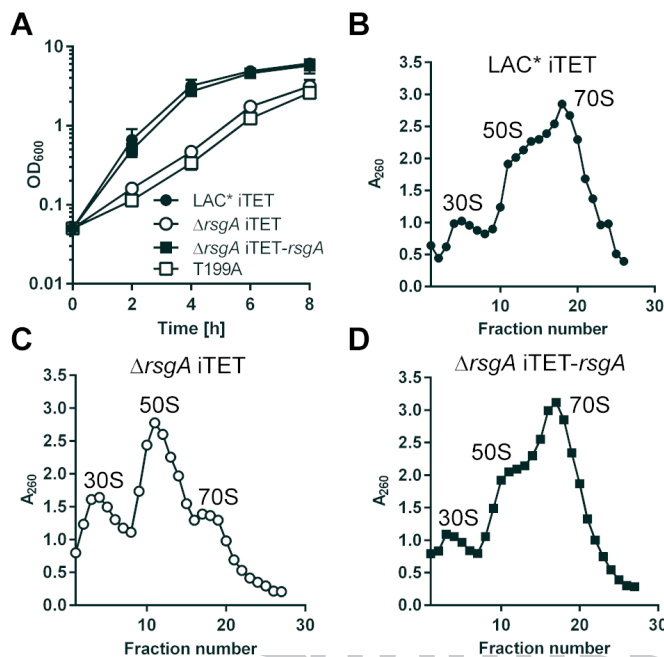 A
10
1
0.1
0.01
OD600
0 2 4 6 8
Time [h]
LAC* iTET
ΔrsgA iTET
ΔrsgA iTET-rsgA
T199A
B
LAC* iTET
3.5
3.0
2.5
2.0
1.5
1.0
0.5
0.0
A260
30S
50S
70S
0 10 20 30
Fraction number
C
ΔrsgA iTET
3.5
3.0
2.5
2.0
1.5
1.0
0.5
0.0
A260
30S
50S
70S
10 20 30
Fraction number
D
ΔrsgA iTET-rsgA
3.5
3.0
2.5
2.0
1.5
1.0
0.5
0.0
A260
30S
50S
70S
0 10 20 30
Fraction number